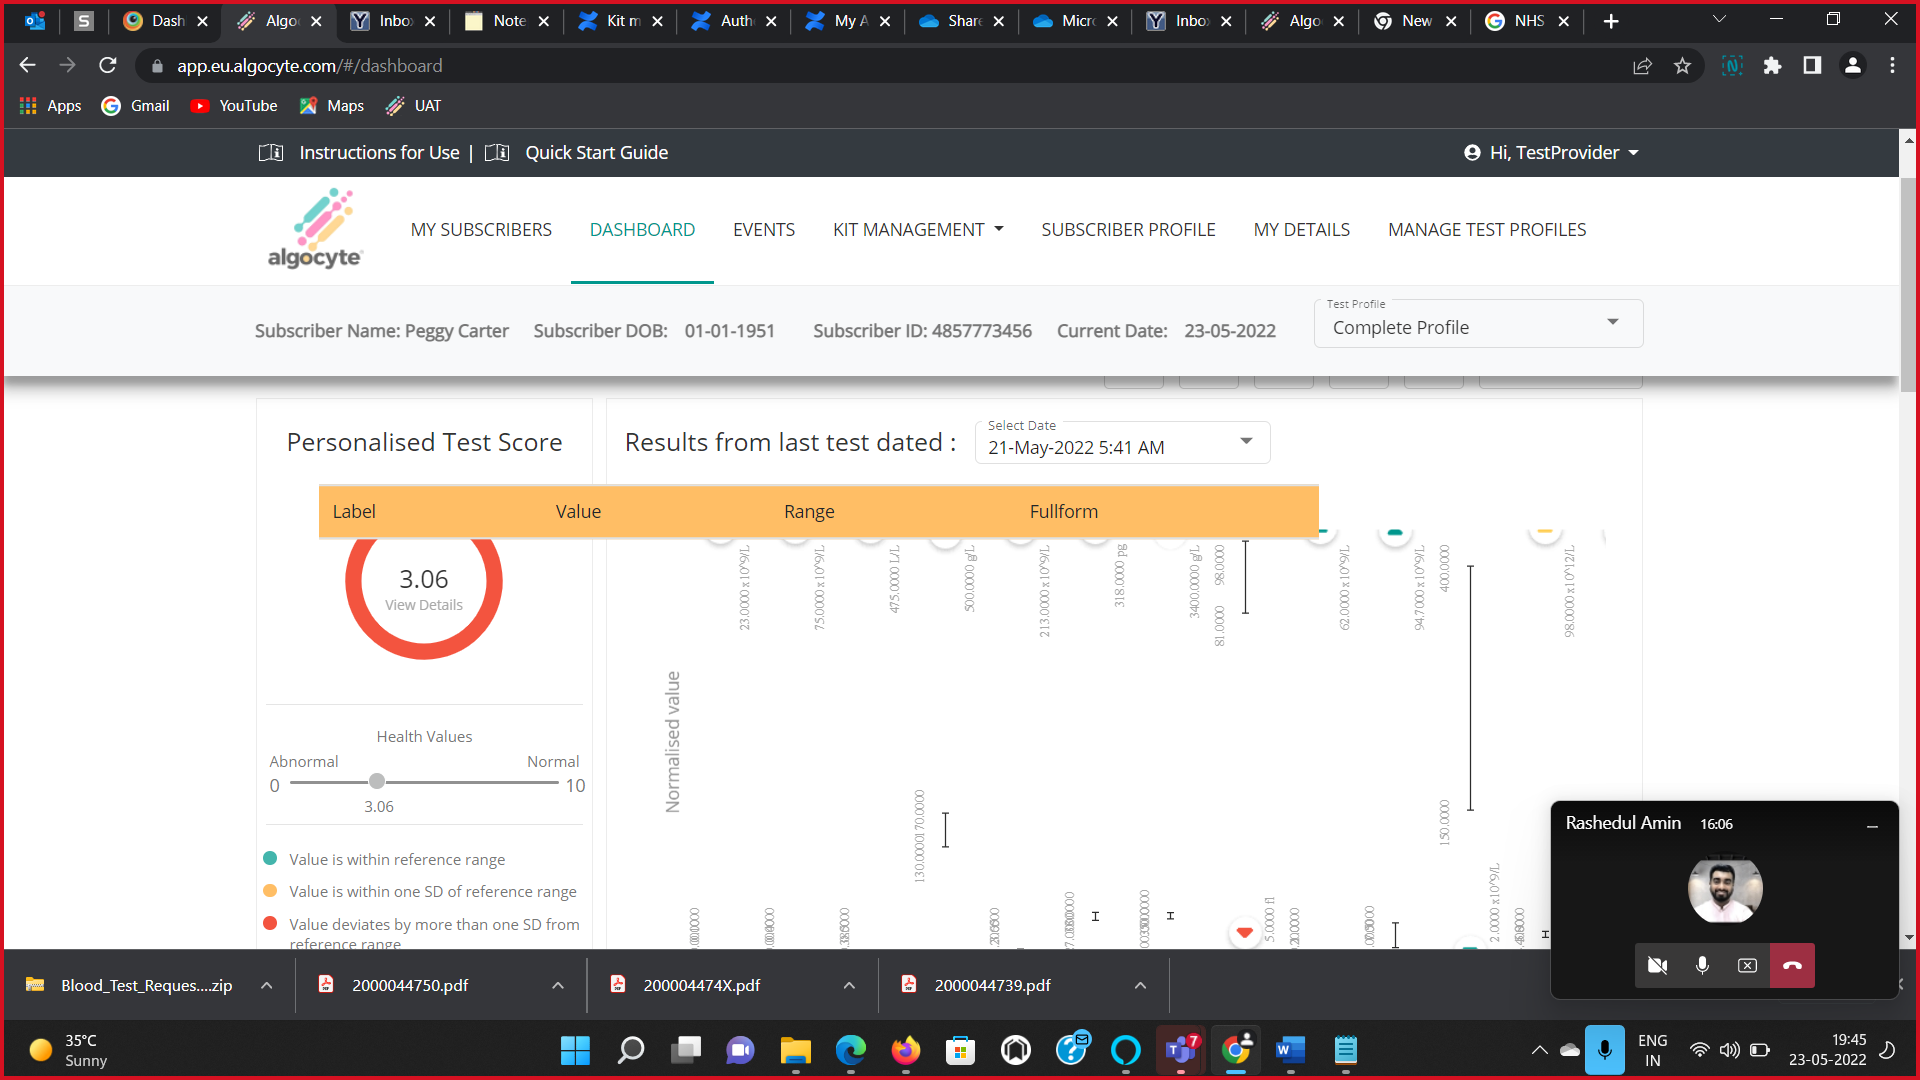 Dash
Algo
Inbo
Note
Kit m
Auth
My A
Share
Micro
Inbo
Algo
New
NHS
app.eu.algocyte.com/#/dashboard
Apps
Gmail
YouTube
Maps
UAT
Instructions for Use |
Quick Start Guide
Hi, TestProvider
algocyte
MY SUBSCRIBERS
DASHBOARD
EVENTS
KIT MANAGEMENT
SUBSCRIBER PROFILE
MY DETAILS
MANAGE TEST PROFILES
Subscriber Name: Peggy Carter
Subscriber DOB: 01-01-1951
Subscriber ID: 4857773456
Current Date: 23-05-2022
Test Profile
Complete Profile
Personalised Test Score
Results from last test dated :
Select Date
21-May-2022 5:41 AM
Label
Value
Range
Fullform
3.06
View Details
23.0000 x10^9/L
75.0000 x10^9/L
475.0000 L/L
500.0000 g/L
213.0000 x10^9/L
318.0000 pg
3400.0000 g/L
98.0000
81.0000
62.0000 x10^9/L
94.7000 x10^9/L
400.0000
98.0000 x10^12/L
Normalised value
Health Values
Abnormal
Normal
0
10
3.06
170.0000
130.0000
150.0000
5.0000 fl
2.0000 x10^9/L
Value is within reference range
Value is within one SD of reference range
Value deviates by more than one SD from
reference range
Rashedul Amin
16:06
Blood_Test_Reques....zip
2000044750.pdf
200004474X.pdf
2000044739.pdf
35°C
Sunny
7
ENG
IN
19:45
23-05-2022